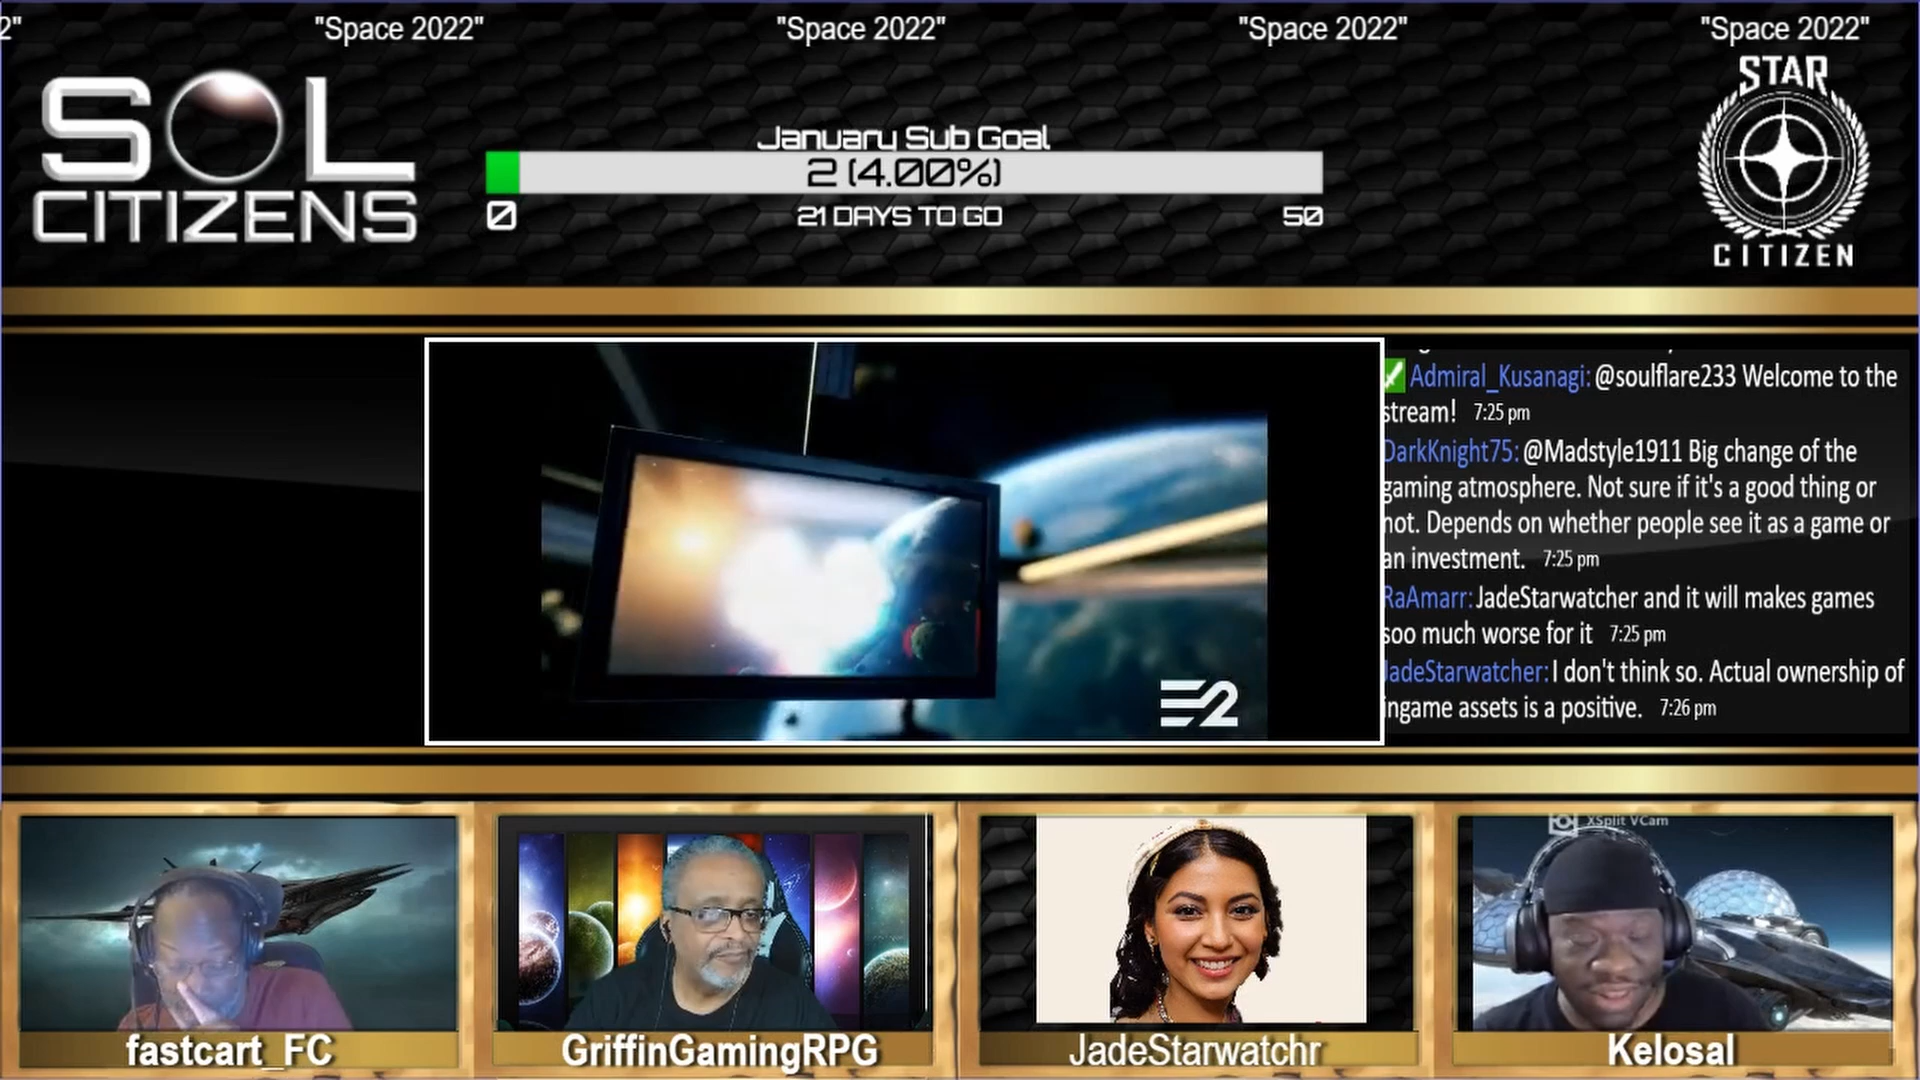 2"
"Space 2022"
"Space 2022"
"Space 2022"
"Space 2022"
SOL
CITIZENS
January Sub Goal
2 (4.00%)
0
21 DAYS TO GO
50
STAR
CITIZEN
Admiral_Kusanagi: @soulflare233 Welcome to the
stream! 7:25 pm
DarkKnight75: @Madstyle1911 Big change of the
gaming atmosphere. Not sure if it's a good thing or
not. Depends on whether people see it as a game or
an investment. 7:25 pm
RaAmarr: JadeStarwatcher and it will makes games
soo much worse for it 7:25 pm
JadeStarwatcher: I don't think so. Actual ownership of
ingame assets is a positive. 7:26 pm
E2
XSplit VCam
fastcart_FC
GriffinGamingRPG
JadeStarwatchr
Kelosal